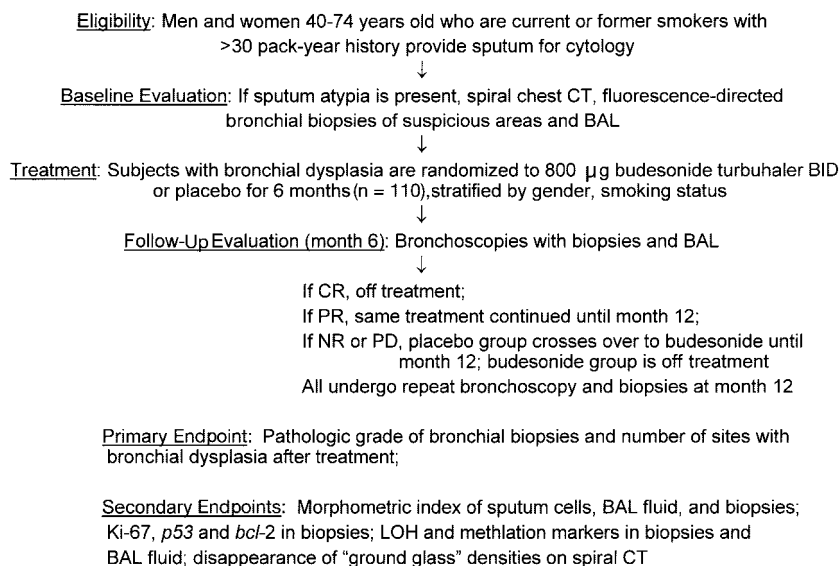 Eligibility: Men and women 40-74 years old who are current or former smokers with
>30 pack-year history provide sputum for cytology
↓
Baseline Evaluation: If sputum atypia is present, spiral chest CT, fluorescence-directed
bronchial biopsies of suspicious areas and BAL
↓
Treatment: Subjects with bronchial dysplasia are randomized to 800 µg budesonide turbuhaler BID
or placebo for 6 months (n = 110),stratified by gender, smoking status
↓
Follow-Up Evaluation (month 6): Bronchoscopies with biopsies and BAL
↓
If CR, off treatment;
If PR, same treatment continued until month 12;
If NR or PD, placebo group crosses over to budesonide until
month 12; budesonide group is off treatment
All undergo repeat bronchoscopy and biopsies at month 12
Primary Endpoint: Pathologic grade of bronchial biopsies and number of sites with
bronchial dysplasia after treatment;
Secondary Endpoints: Morphometric index of sputum cells, BAL fluid, and biopsies;
Ki-67, p53 and bcl-2 in biopsies; LOH and methlation markers in biopsies and
BAL fluid; disappearance of “ground glass” densities on spiral CT